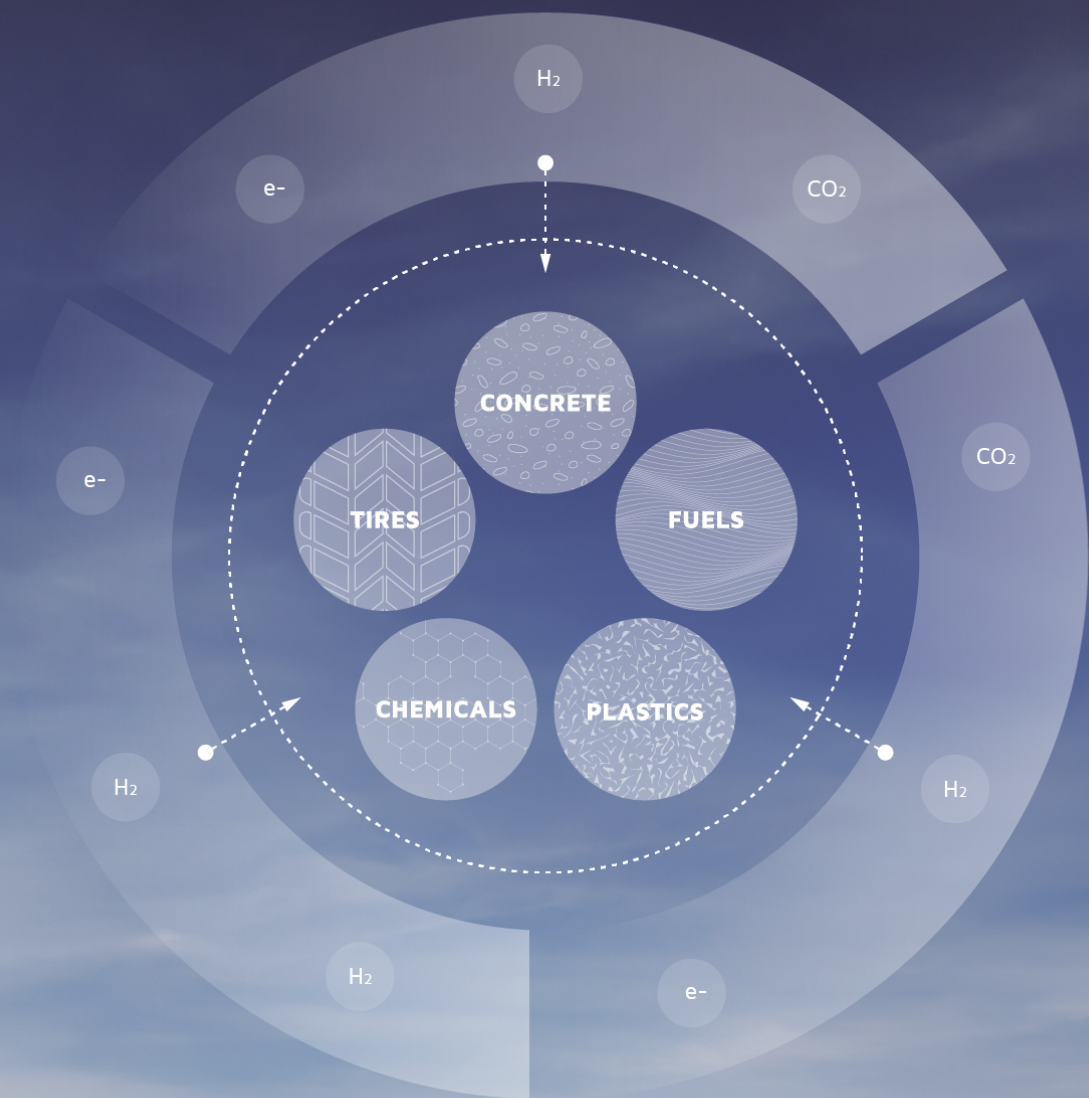 H₂
e-
CO₂
CONCRETE
e-
CO₂
TIRES
FUELS
CHEMICALS
PLASTICS
H₂
H₂
H₂
e-